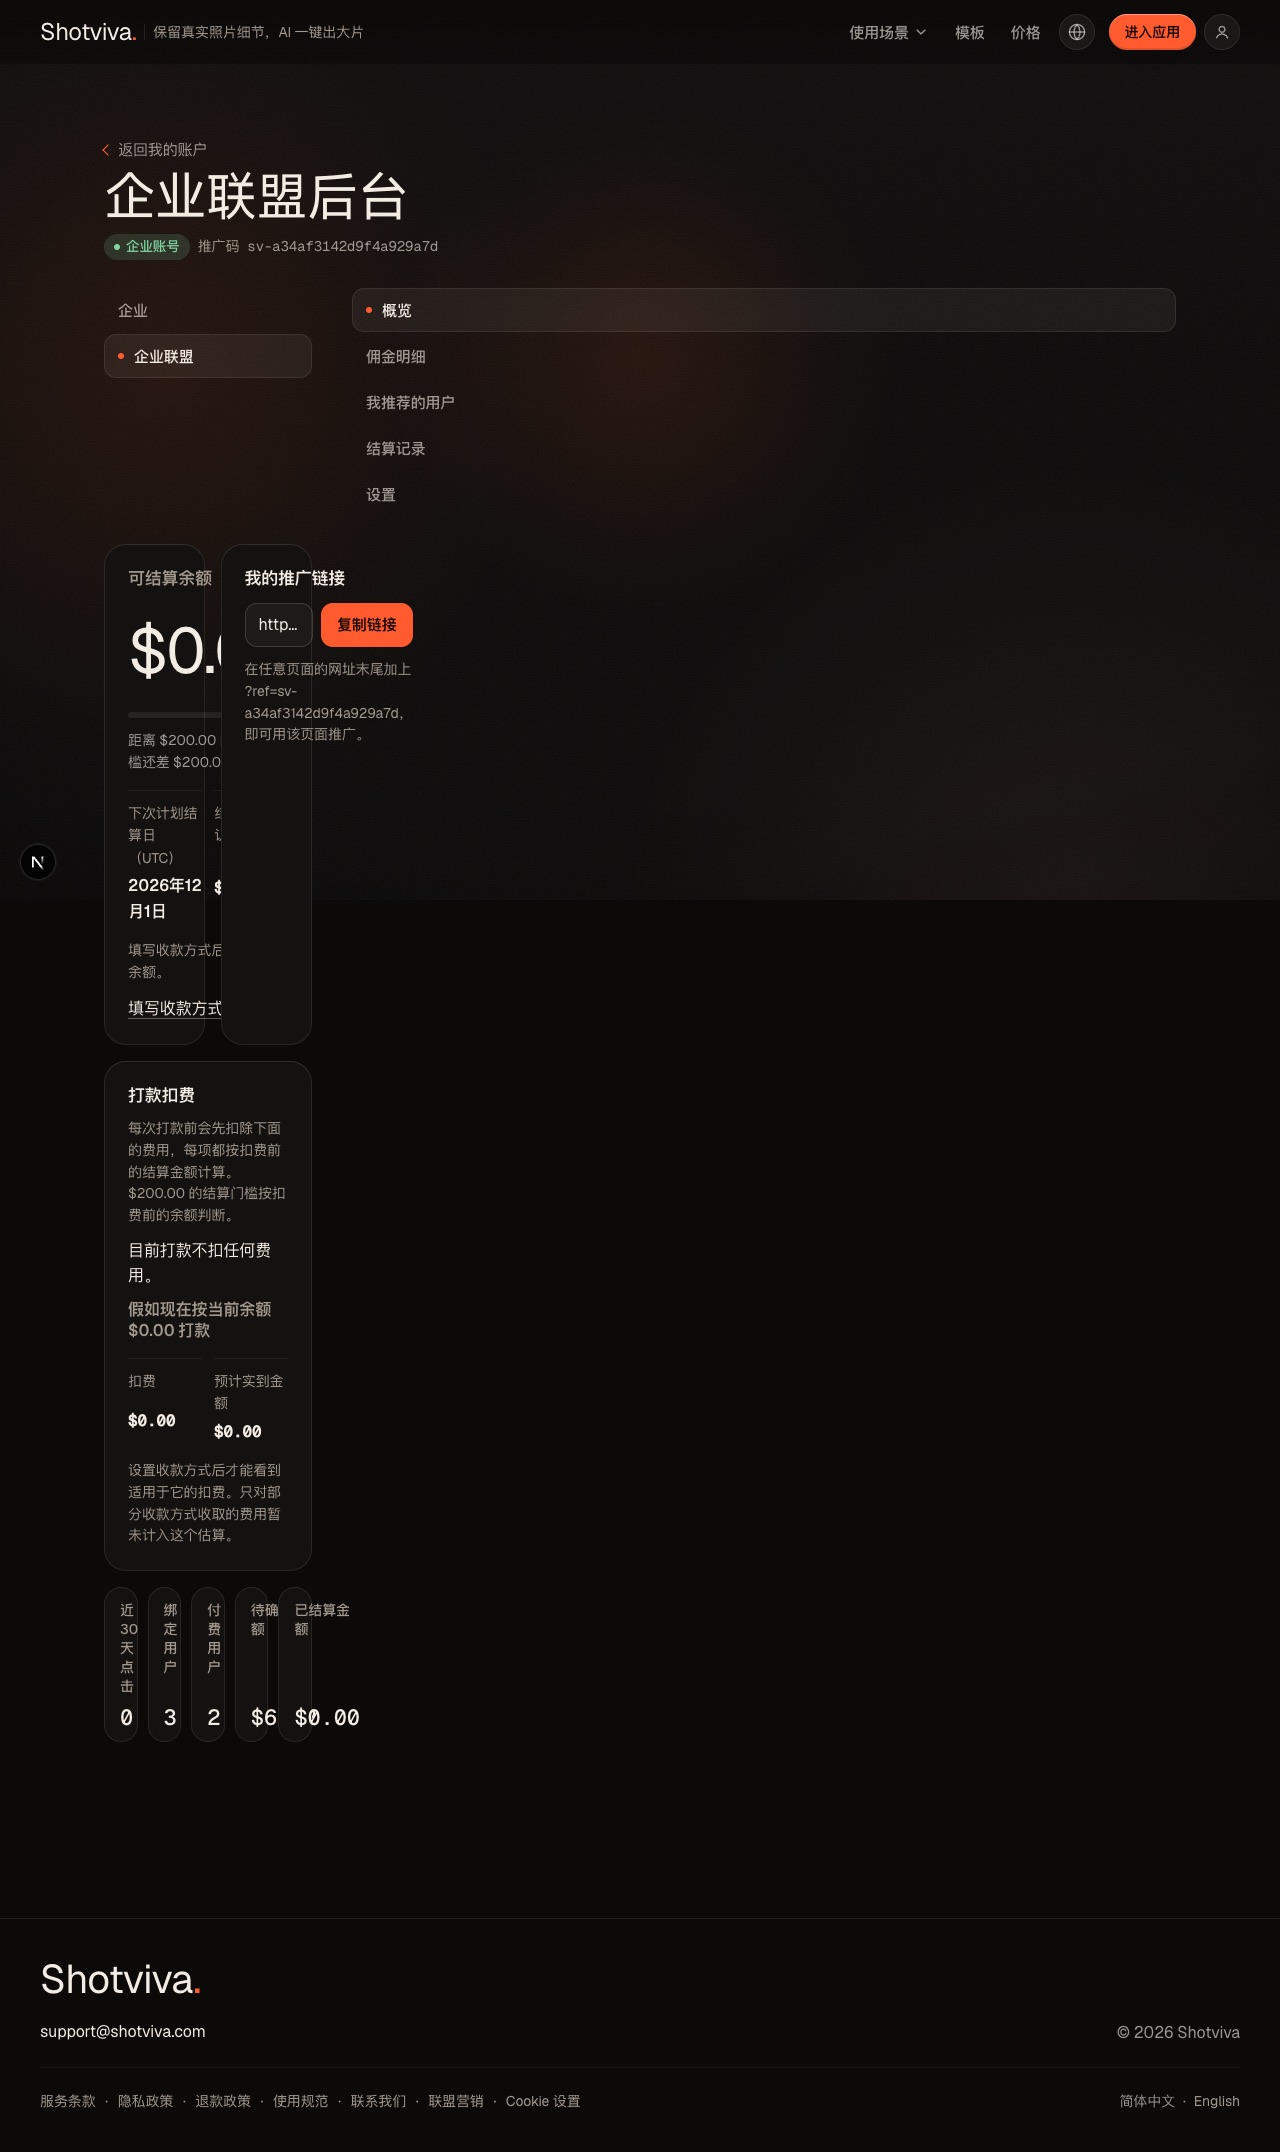 Shotviva.
保留真实照片细节，AI 一键出大片
使用场景
模板
价格
进入应用
返回我的账户
企业联盟后台
企业账号
推广码 sv-a34af3142d9f4a929a7d
企业
企业联盟
概览
佣金明细
我推荐的用户
结算记录
设置
可结算余额
$0.
距离 $200.00
槛还差 $200.0
下次计划结
算日
（UTC）
2026年12
月1日
$
填写收款方式后
余额。
填写收款方式
我的推广链接
http...
复制链接
在任意页面的网址末尾加上
?ref=sv-
a34af3142d9f4a929a7d，
即可用该页面推广。
打款扣费
每次打款前会先扣除下面
的费用，每项都按扣费前
的结算金额计算。
$200.00 的结算门槛按扣
费前的余额判断。
目前打款不扣任何费
用。
假如现在按当前余额
$0.00 打款
扣费
$0.00
预计实到金
额
$0.00
设置收款方式后才能看到
适用于它的扣费。只对部
分收款方式收取的费用暂
未计入这个估算。
近
30
天
点
击
0
绑
定
用
户
3
付
费
用
户
2
待确
额
$6
已结算金
额
$0.00
Shotviva.
support@shotviva.com
© 2026 Shotviva
服务条款 · 隐私政策 · 退款政策 · 使用规范 · 联系我们 · 联盟营销 · Cookie 设置
简体中文 · English